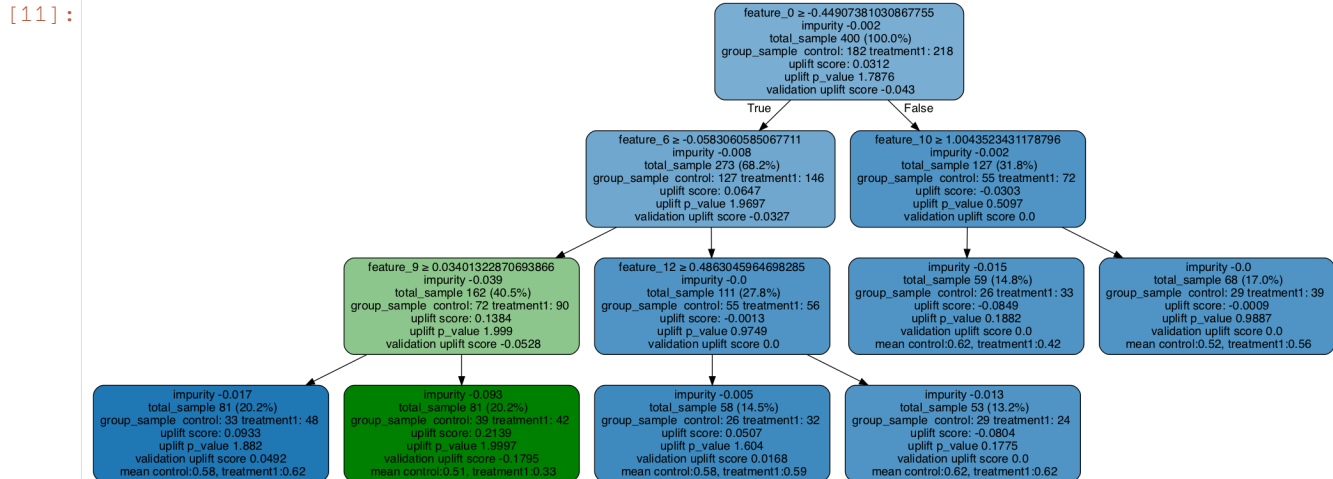 [11]:
feature_0 ≥ -0.44907381030867755
impurity -0.002
total_sample 400 (100.0%)
group_sample control: 182 treatment1: 218
uplift score: 0.0312
uplift p_value 1.7876
validation uplift score -0.043
True
False
feature_6 ≥ -0.0583060585067711
impurity -0.008
total_sample 273 (68.2%)
group_sample control: 127 treatment1: 146
uplift score: 0.0647
uplift p_value 1.9697
validation uplift score -0.0327
feature_10 ≥ 1.0043523431178796
impurity -0.002
total_sample 127 (31.8%)
group_sample control: 55 treatment1: 72
uplift score: -0.0303
uplift p_value 0.5097
validation uplift score 0.0
feature_9 ≥ 0.03401322870693866
impurity -0.039
total_sample 162 (40.5%)
group_sample control: 72 treatment1: 90
uplift score: 0.1384
uplift p_value 1.999
validation uplift score -0.0528
feature_12 ≥ 0.4863045964698285
impurity -0.0
total_sample 111 (27.8%)
group_sample control: 55 treatment1: 56
uplift score: -0.0013
uplift p_value 0.9749
validation uplift score 0.0
impurity -0.015
total_sample 59 (14.8%)
group_sample control: 26 treatment1: 33
uplift score: -0.0849
uplift p_value 0.1882
validation uplift score 0.0
mean control:0.62, treatment1:0.42
impurity -0.0
total_sample 68 (17.0%)
group_sample control: 29 treatment1: 39
uplift score: -0.0009
uplift p_value 0.9887
validation uplift score 0.0
mean control:0.52, treatment1:0.56
impurity -0.017
total_sample 81 (20.2%)
group_sample control: 33 treatment1: 48
uplift score: 0.0933
uplift p_value 1.882
validation uplift score 0.0492
mean control:0.58, treatment1:0.62
impurity -0.093
total_sample 81 (20.2%)
group_sample control: 39 treatment1: 42
uplift score: 0.2139
uplift p_value 1.9997
validation uplift score -0.1795
mean control:0.51, treatment1:0.33
impurity -0.005
total_sample 58 (14.5%)
group_sample control: 26 treatment1: 32
uplift score: 0.0507
uplift p_value 1.604
validation uplift score 0.0168
mean control:0.58, treatment1:0.59
impurity -0.013
total_sample 53 (13.2%)
group_sample control: 29 treatment1: 24
uplift score: -0.0804
uplift p_value 0.1775
validation uplift score 0.0
mean control:0.62, treatment1:0.62